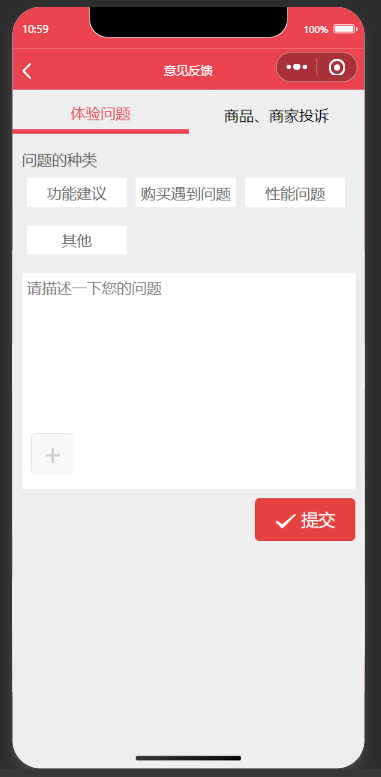 10:59 100%
意见反馈
体验问题 商品、商家投诉
问题的种类
功能建议 购买遇到问题 性能问题
其他
请描述一下您的问题
提交